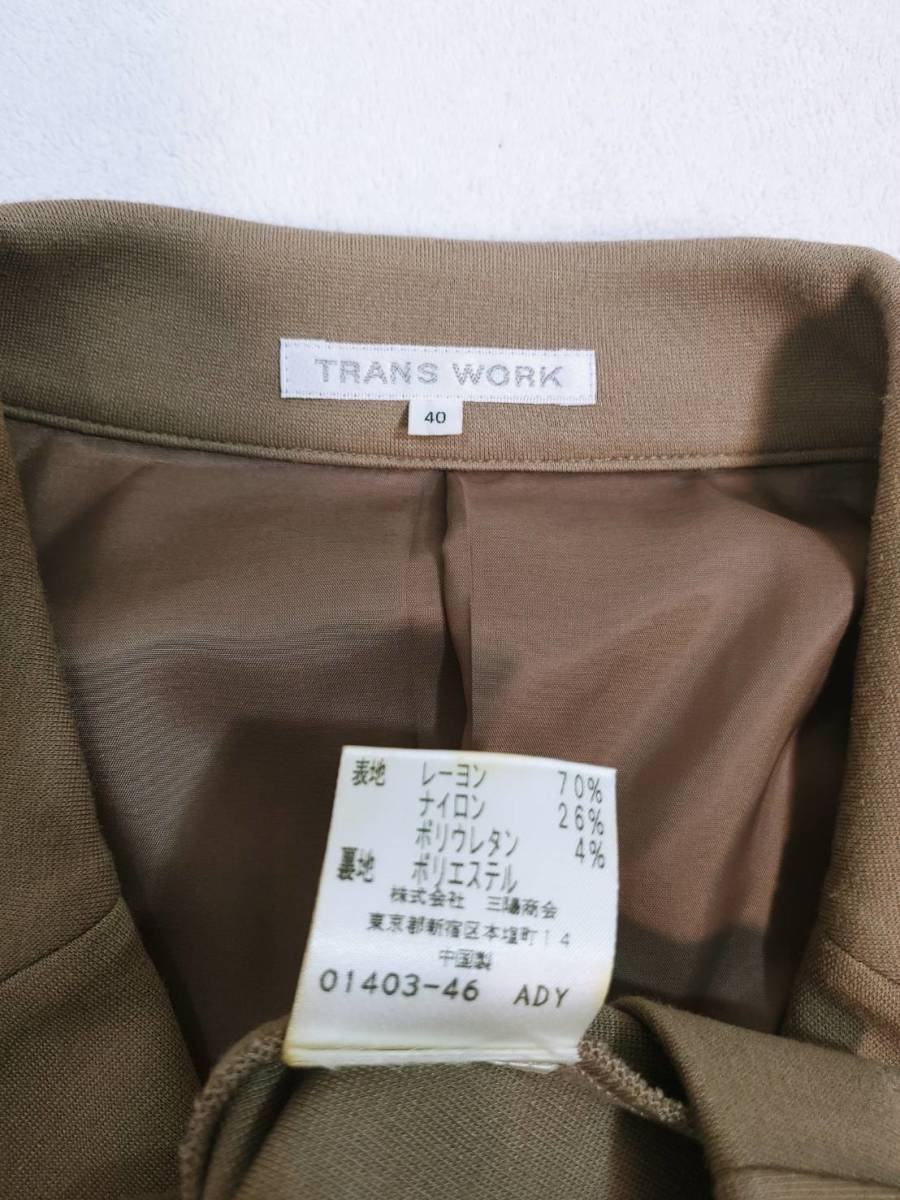 TRANS WORK
40
表地 レーヨン 70%
ナイロン 26%
ポリウレタン 4%
裏地 ポリエステル
株式会社 三陽商会
東京都新宿区本塩町14
中国製
01403-46 ADY